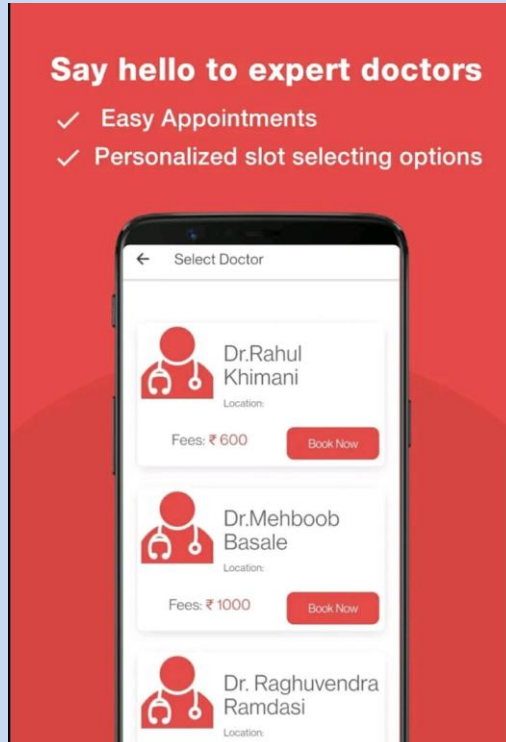 Say hello to expert doctors
Easy Appointments
Personalized slot selecting options
Select Doctor
Dr.Rahul
Khimani
Location:
Fees: ₹ 600
Book Now
Dr.Mehboob
Basale
Location:
Fees: ₹ 1000
Book Now
Dr. Raghuvendra
Ramdasi
Location: